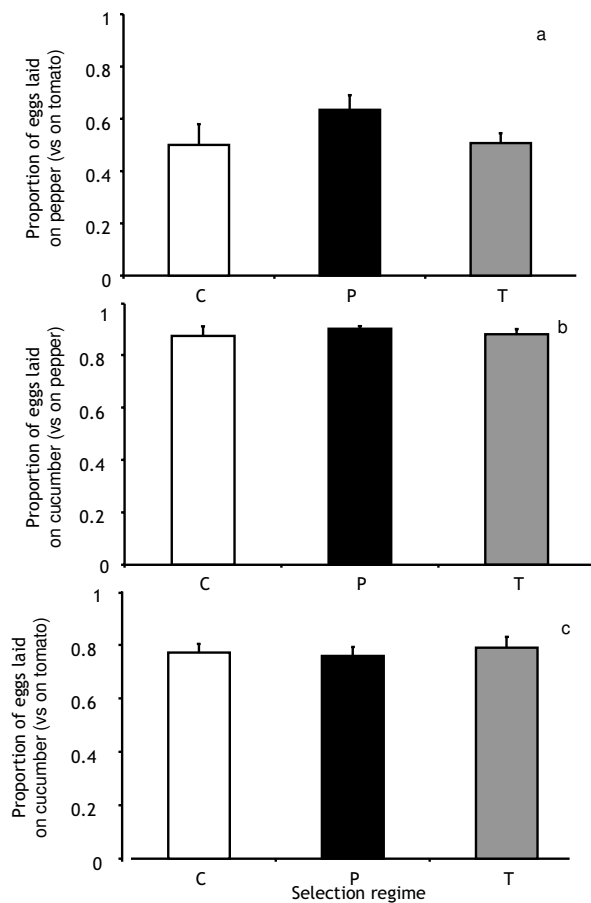 Proportion of eggs laid
on pepper (vs on tomato)
1
0.8
0.6
0.4
0.2
0
a
C P T
Proportion of eggs laid
on cucumber (vs on pepper)
1
0.8
0.6
0.4
0.2
0
b
C P T
Proportion of eggs laid
on cucumber (vs on tomato)
1
0.8
0.6
0.4
0.2
0
c
C P T
Selection regime